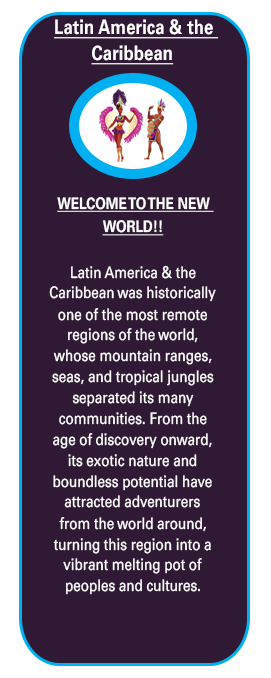 Latin America & the
Caribbean
WELCOME TO THE NEW
WORLD!!
Latin America & the
Caribbean was historically
one of the most remote
regions of the world,
whose mountain ranges,
seas, and tropical jungles
separated its many
communities. From the
age of discovery onward,
its exotic nature and
boundless potential have
attracted adventurers
from the world around,
turning this region into a
vibrant melting pot of
peoples and cultures.